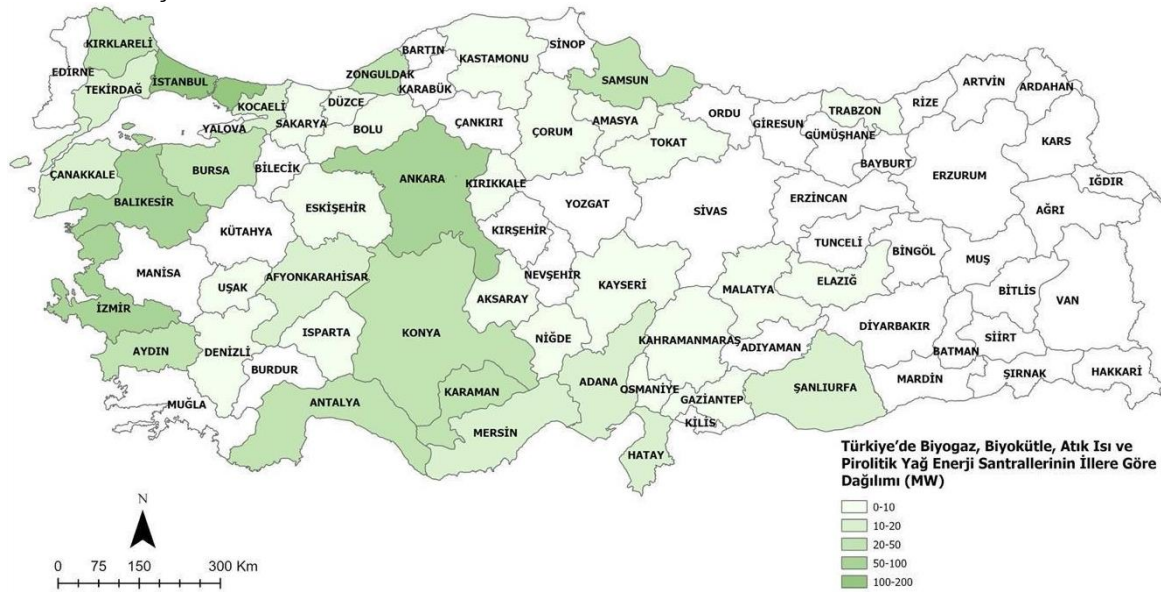 KIRKLARELİ
EDİRNE
TEKİRDAĞ
İSTANBUL
KOCAELİ
YALOVA
SAKARYA
DÜZCE
ZONGULDAK
BARTIN
KARABÜK
KASTAMONU
SİNOP
SAMSUN
BOLU
ÇANKIRI
ÇORUM
AMASYA
TOKAT
ORDU
GİRESUN
TRABZON
GÜMÜŞHANE
RİZE
BAYBURT
ARTVİN
ARDAHAN
KARS
IĞDIR
ERZURUM
AĞRI
ÇANAKKALE
BALIKESİR
BURSA
BİLECİK
ESKİŞEHİR
ANKARA
KIRIKKALE
YOZGAT
SİVAS
ERZİNCAN
TUNCELİ
BİNGÖL
MUŞ
KÜTAHYA
KIRŞEHİR
NEVŞEHİR
KAYSERİ
MALATYA
ELAZIĞ
BİTLİS
VAN
MANİSA
UŞAK
AFYONKARAHİSAR
AKSARAY
İZMİR
KONYA
NİĞDE
KAHRAMANMARAŞ
ADIYAMAN
DİYARBAKIR
BATMAN
SİİRT
ŞIRNAK
HAKKARİ
AYDIN
DENİZLİ
ISPARTA
BURDUR
MUĞLA
ANTALYA
KARAMAN
MERSİN
ADANA
OSMANİYE
GAZİANTEP
KİLİS
HATAY
ŞANLIURFA
MARDİN
Türkiye'de Biyogaz, Biyokütle, Atık Isı ve
Pirolitik Yağ Enerji Santrallerinin İllere Göre
Dağılımı (MW)
0-10
10-20
20-50
50-100
100-200
N
0 75 150 300 Km